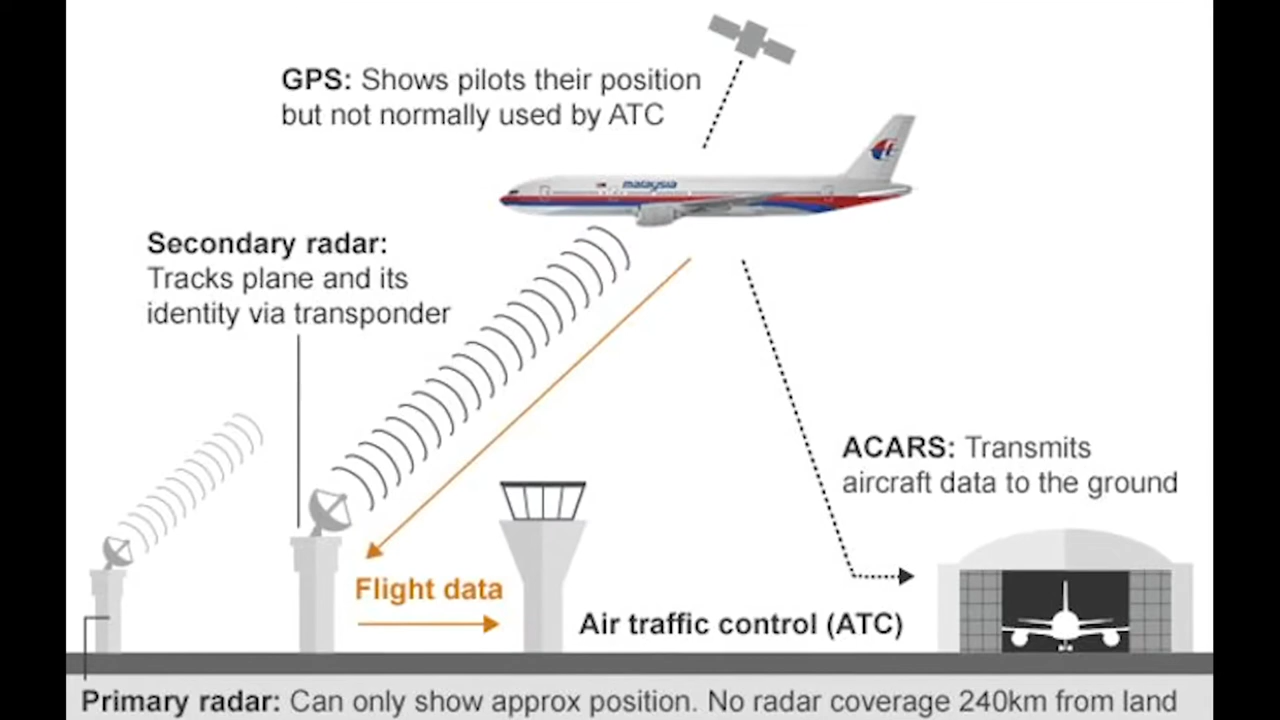 GPS: Shows pilots their position
but not normally used by ATC
malaysia
Secondary radar:
Tracks plane and its
identity via transponder
ACARS: Transmits
aircraft data to the ground
Flight data
Air traffic control (ATC)
Primary radar: Can only show approx position. No radar coverage 240km from land